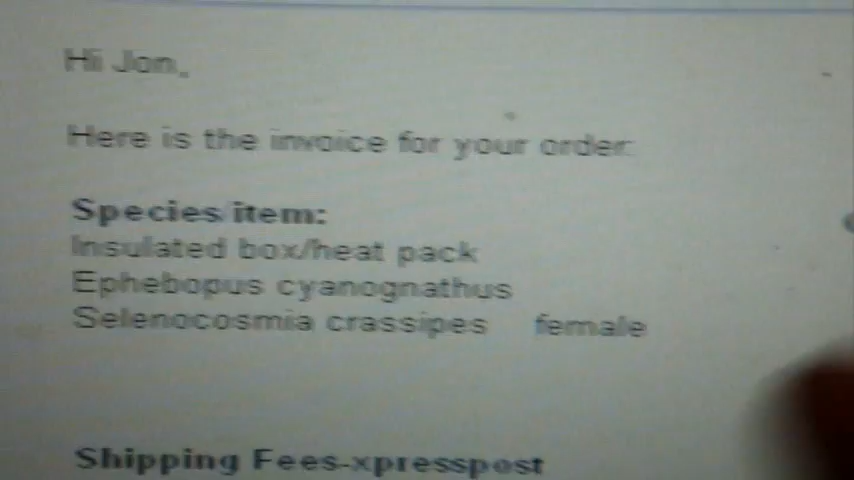 Hi Jon,
Here is the invoice for your order:
Species/item:
Insulated box/heat pack
Ephebopus cyanognathus
Selenocosmia crassipes female
Shipping Fees-xpresspost